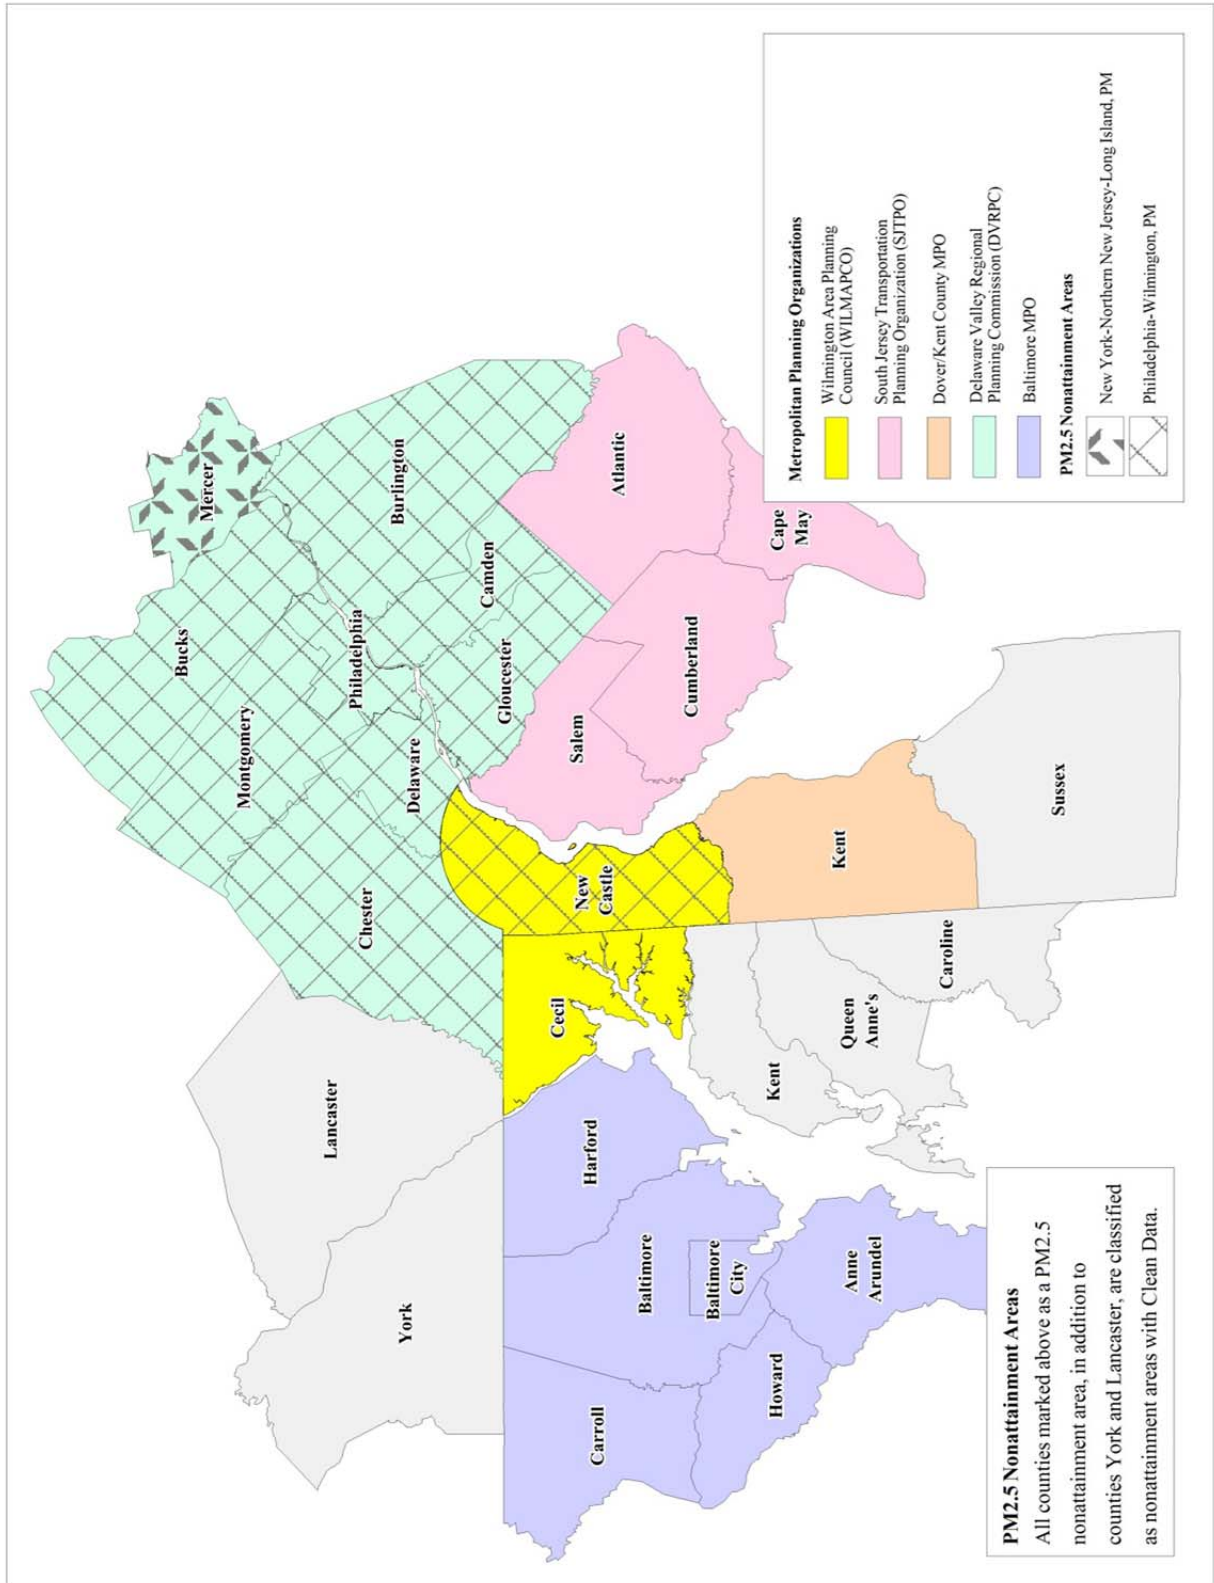 Mercer
Bucks
Montgomery
Philadelphia
Burlington
Camden
Gloucester
Delaware
Chester
Lancaster
York
Atlantic
Cape
May
Cumberland
Salem
New
Castle
Cecil
Kent
Sussex
Caroline
Queen
Anne's
Kent
Harford
Baltimore
Baltimore
City
Anne
Arundel
Howard
Carroll
Metropolitan Planning Organizations
Wilmington Area Planning
Council (WILMAPCO)
South Jersey Transportation
Planning Organization (SJTPO)
Dover/Kent County MPO
Delaware Valley Regional
Planning Commission (DVRPC)
Baltimore MPO
PM2.5 Nonattainment Areas
New York-Northern New Jersey-Long Island, PM
Philadelphia-Wilmington, PM
PM2.5 Nonattainment Areas
All counties marked above as a PM2.5
nonattainment area, in addition to
counties York and Lancaster, are classified
as nonattainment areas with Clean Data.